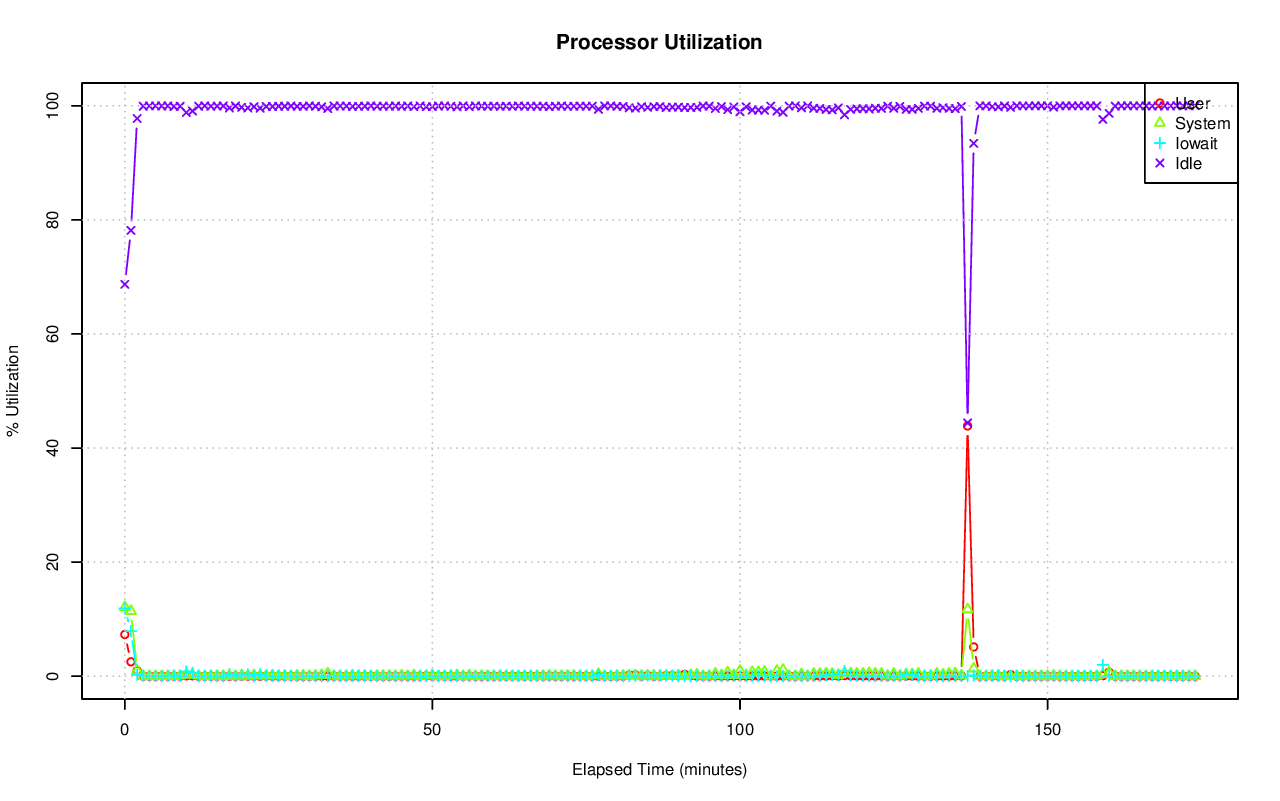 Processor Utilization
% Utilization
100
80
60
40
20
0
User
System
Iowait
Idle
0 50 100 150
Elapsed Time (minutes)